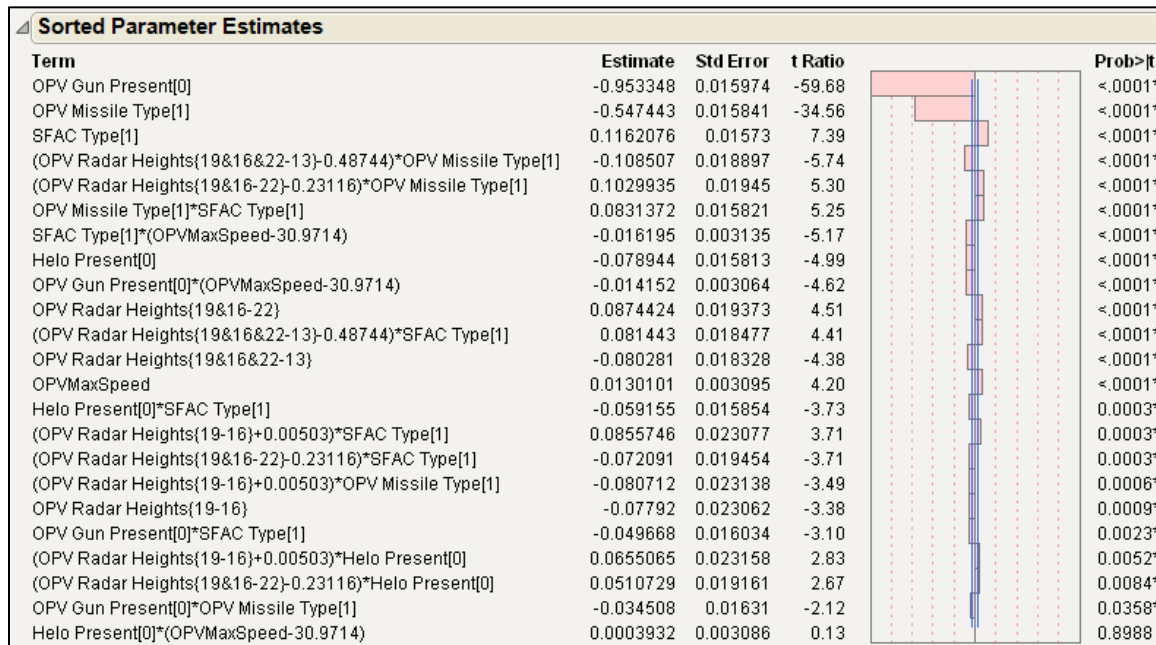 Sorted Parameter Estimates
Term Estimate Std Error t Ratio Prob>|t
OPV Gun Present[0] -0.953348 0.015974 -59.68 <.0001*
OPV Missile Type[1] -0.547443 0.015841 -34.56 <.0001*
SFAC Type[1] 0.1162076 0.01573 7.39 <.0001*
(OPV Radar Heights{19&16&22-13}-0.48744)*OPV Missile Type[1] -0.108507 0.018897 -5.74 <.0001*
(OPV Radar Heights{19&16-22}-0.23116)*OPV Missile Type[1] 0.1029935 0.01945 5.30 <.0001*
OPV Missile Type[1]*SFAC Type[1] 0.0831372 0.015821 5.25 <.0001*
SFAC Type[1]*(OPVMaxSpeed-30.9714) -0.016195 0.003135 -5.17 <.0001*
Helo Present[0] -0.078944 0.015813 -4.99 <.0001*
OPV Gun Present[0]*(OPVMaxSpeed-30.9714) -0.014152 0.003064 -4.62 <.0001*
OPV Radar Heights{19&16-22} 0.0874424 0.019373 4.51 <.0001*
(OPV Radar Heights{19&16&22-13}-0.48744)*SFAC Type[1] 0.081443 0.018477 4.41 <.0001*
OPV Radar Heights{19&16&22-13} -0.080281 0.018328 -4.38 <.0001*
OPVMaxSpeed 0.0130101 0.003095 4.20 <.0001*
Helo Present[0]*SFAC Type[1] -0.059155 0.015854 -3.73 0.0003*
(OPV Radar Heights{19-16}+0.00503)*SFAC Type[1] 0.0855746 0.023077 3.71 0.0003*
(OPV Radar Heights{19&16-22}-0.23116)*SFAC Type[1] -0.072091 0.019454 -3.71 0.0003*
(OPV Radar Heights{19-16}+0.00503)*OPV Missile Type[1] -0.080712 0.023138 -3.49 0.0006*
OPV Radar Heights{19-16} -0.07792 0.023062 -3.38 0.0009*
OPV Gun Present[0]*SFAC Type[1] -0.049668 0.016034 -3.10 0.0023*
(OPV Radar Heights{19-16}+0.00503)*Helo Present[0] 0.0655065 0.023158 2.83 0.0052*
(OPV Radar Heights{19&16-22}-0.23116)*Helo Present[0] 0.0510729 0.019161 2.67 0.0084*
OPV Gun Present[0]*OPV Missile Type[1] -0.034508 0.01631 -2.12 0.0358*
Helo Present[0]*(OPVMaxSpeed-30.9714) 0.0003932 0.003086 0.13 0.8988